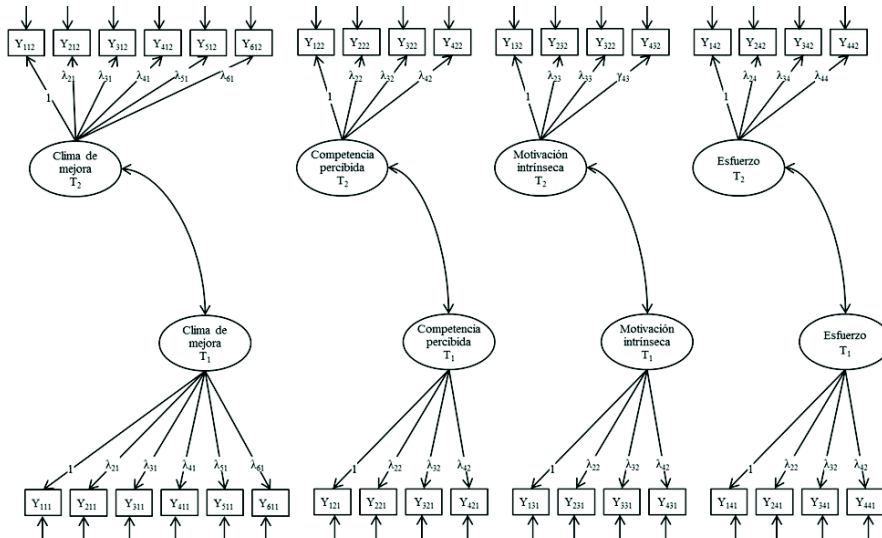 Y112 Y212 Y312 Y412 Y512 Y612 Y122 Y222 Y322 Y422 Y132 Y232 Y322 Y432 Y142 Y242 Y342 Y442
1 λ21 λ31 λ41 λ51 λ61 1 λ22 λ32 λ42 1 λ23 λ33 γ43 1 λ24 λ34 λ44
Clima de
mejora
T2
Competencia
percibida
T2
Motivación
intrínseca
T2
Esfuerzo
T2
Clima de
mejora
T1
Competencia
percibida
T1
Motivación
intrínseca
T1
Esfuerzo
T1
1 λ21 λ31 λ41 λ51 λ61 1 λ22 λ32 λ42 1 λ22 λ32 λ42 1 λ22 λ32 λ42
Y111 Y211 Y311 Y411 Y511 Y611 Y121 Y221 Y321 Y421 Y131 Y231 Y331 Y431 Y141 Y241 Y341 Y441